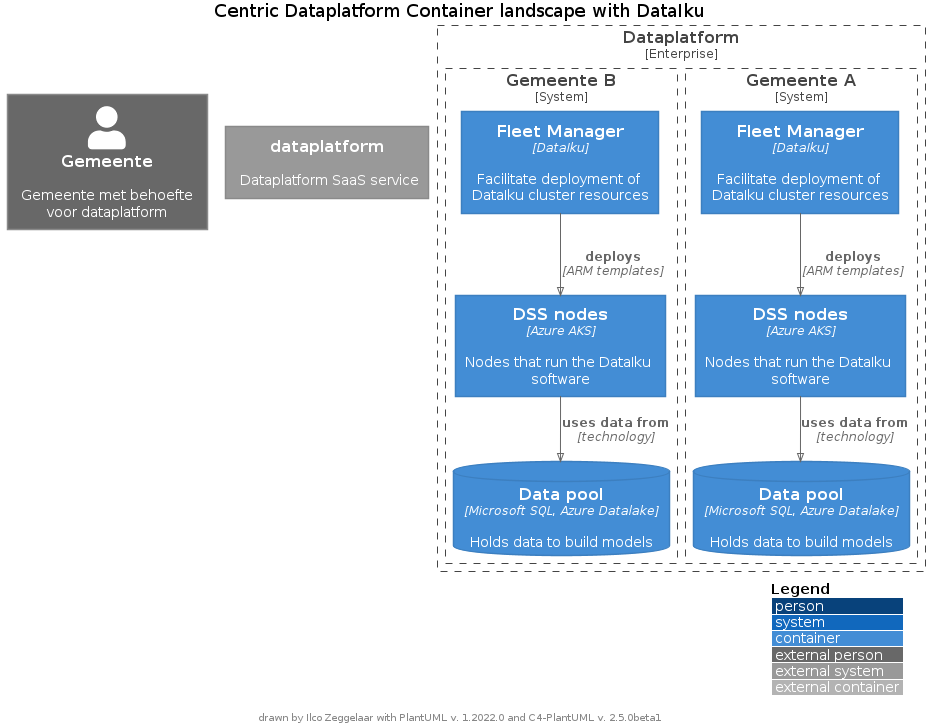 Centric Dataplatform Container landscape with DataIku
Dataplatform
[Enterprise]
Gemeente
Gemeente met behoefte
voor dataplatform
dataplatform
Dataplatform SaaS service
Gemeente B
[System]
Fleet Manager
[DataIku]
Facilitate deployment of
DataIku cluster resources
deploys
[ARM templates]
DSS nodes
[Azure AKS]
Nodes that run the DataIku
software
uses data from
[technology]
Data pool
[Microsoft SQL, Azure Datalake]
Holds data to build models
Gemeente A
[System]
Fleet Manager
[DataIku]
Facilitate deployment of
DataIku cluster resources
deploys
[ARM templates]
DSS nodes
[Azure AKS]
Nodes that run the DataIku
software
uses data from
[technology]
Data pool
[Microsoft SQL, Azure Datalake]
Holds data to build models
Legend
person
system
container
external person
external system
external container
drawn by Ilco Zeggelaar with PlantUML v. 1.2022.0 and C4-PlantUML v. 2.5.0beta1